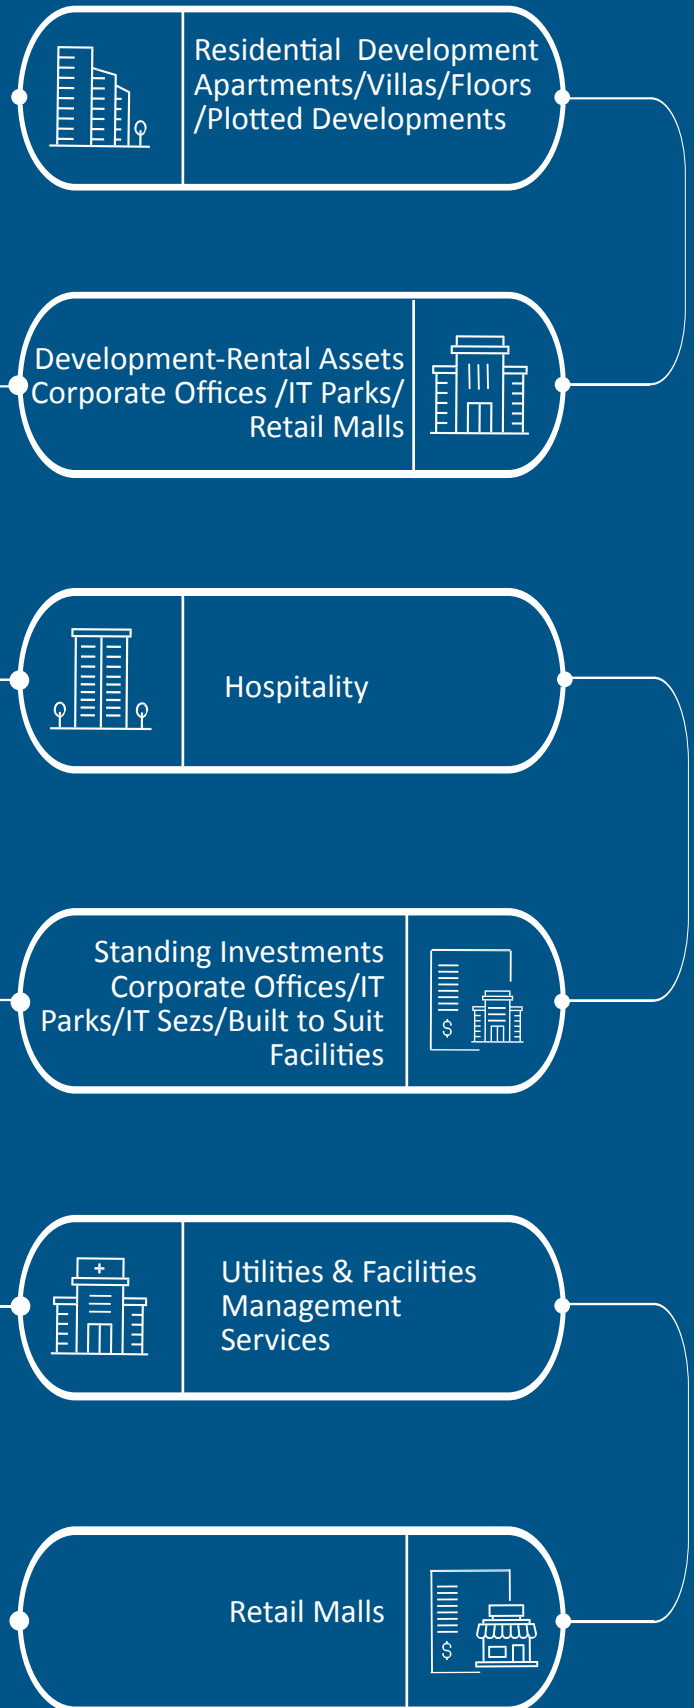 Residential Development
Apartments/Villas/Floors
/Plotted Developments
Development-Rental Assets
Corporate Offices /IT Parks/
Retail Malls
Hospitality
Standing Investments
Corporate Offices/IT
Parks/IT Sezs/Built to Suit
Facilities
$
Utilities & Facilities
Management
Services
Retail Malls
$